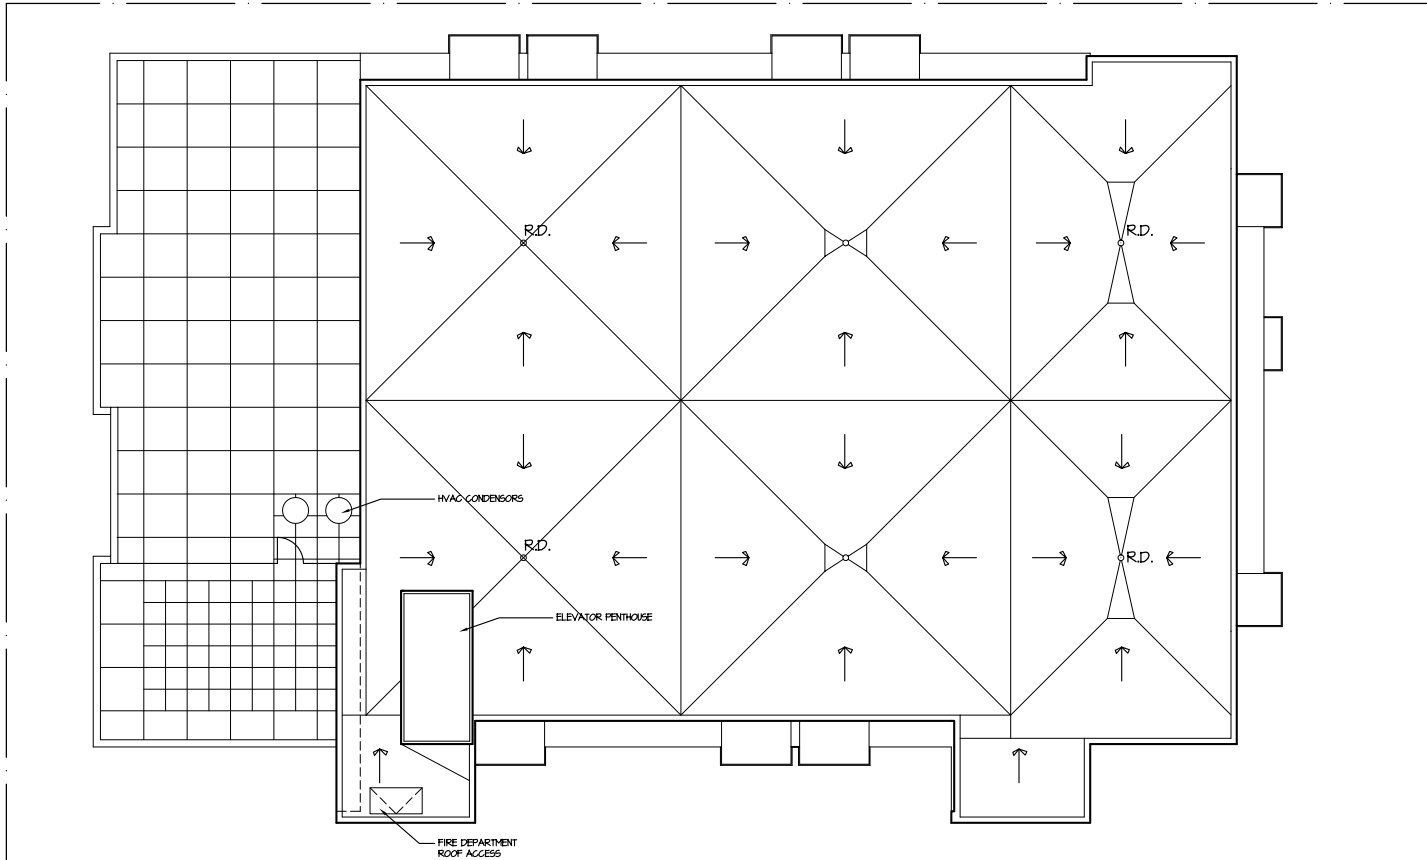 R.D.
R.D.
HVAC CONDENSORS
R.D.
R.D.
ELEVATOR PENTHOUSE
FIRE DEPARTMENT
ROOF ACCESS